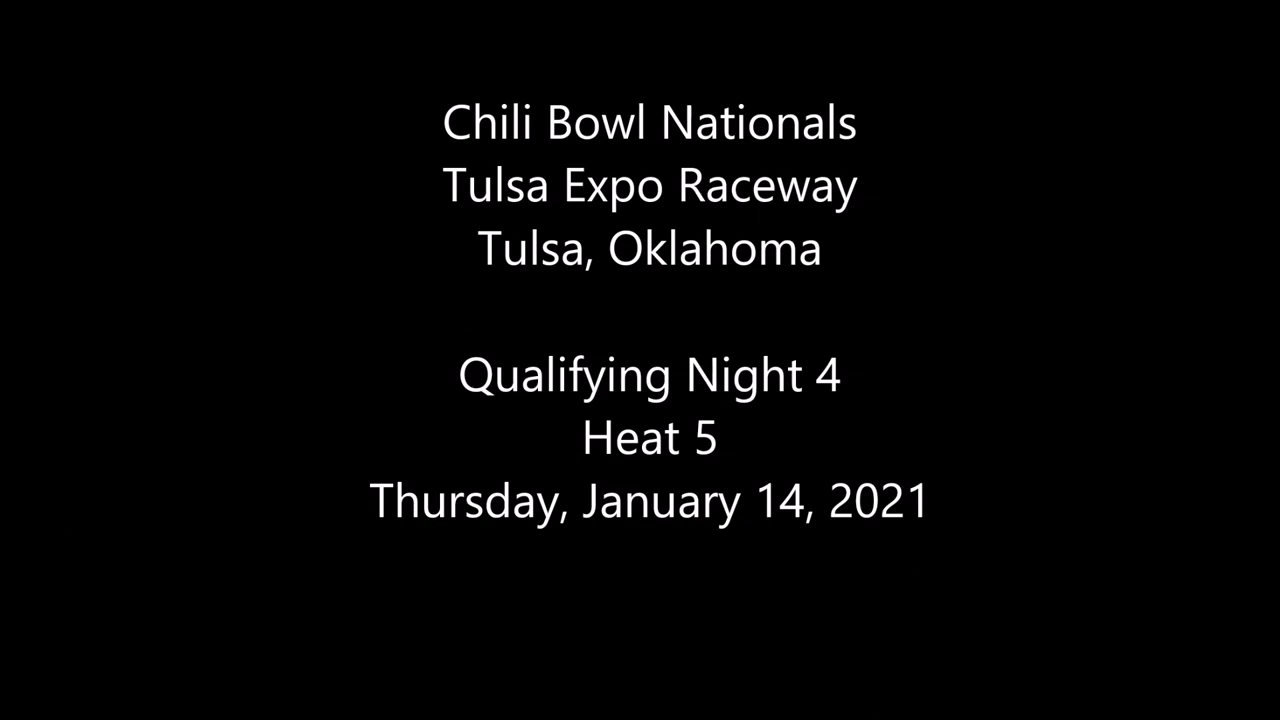 Chili Bowl Nationals
Tulsa Expo Raceway
Tulsa, Oklahoma
Qualifying Night 4
Heat 5
Thursday, January 14, 2021